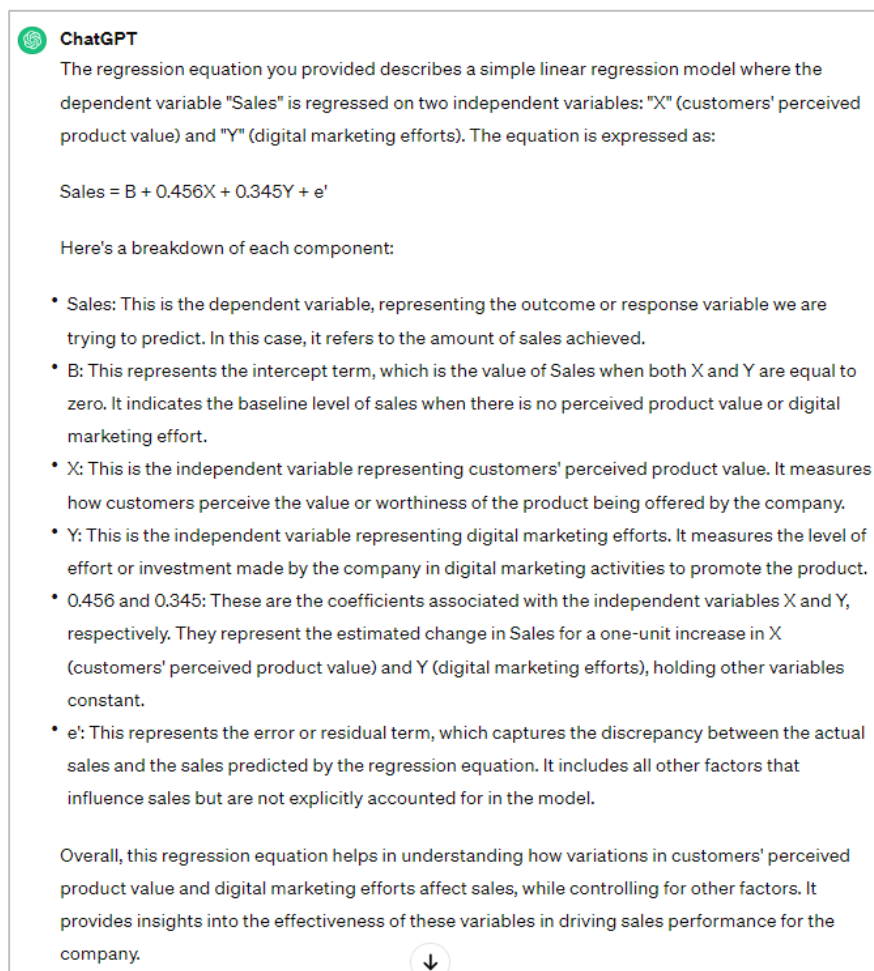 ChatGPT
The regression equation you provided describes a simple linear regression model where the
dependent variable "Sales" is regressed on two independent variables: "X" (customers' perceived
product value) and "Y" (digital marketing efforts). The equation is expressed as:
Sales = B + 0.456X + 0.345Y + e'
Here's a breakdown of each component:
• Sales: This is the dependent variable, representing the outcome or response variable we are
trying to predict. In this case, it refers to the amount of sales achieved.
• B: This represents the intercept term, which is the value of Sales when both X and Y are equal to
zero. It indicates the baseline level of sales when there is no perceived product value or digital
marketing effort.
• X: This is the independent variable representing customers' perceived product value. It measures
how customers perceive the value or worthiness of the product being offered by the company.
• Y: This is the independent variable representing digital marketing efforts. It measures the level of
effort or investment made by the company in digital marketing activities to promote the product.
• 0.456 and 0.345: These are the coefficients associated with the independent variables X and Y,
respectively. They represent the estimated change in Sales for a one-unit increase in X
(customers' perceived product value) and Y (digital marketing efforts), holding other variables
constant.
• e': This represents the error or residual term, which captures the discrepancy between the actual
sales and the sales predicted by the regression equation. It includes all other factors that
influence sales but are not explicitly accounted for in the model.
Overall, this regression equation helps in understanding how variations in customers' perceived
product value and digital marketing efforts affect sales, while controlling for other factors. It
provides insights into the effectiveness of these variables in driving sales performance for the
company.